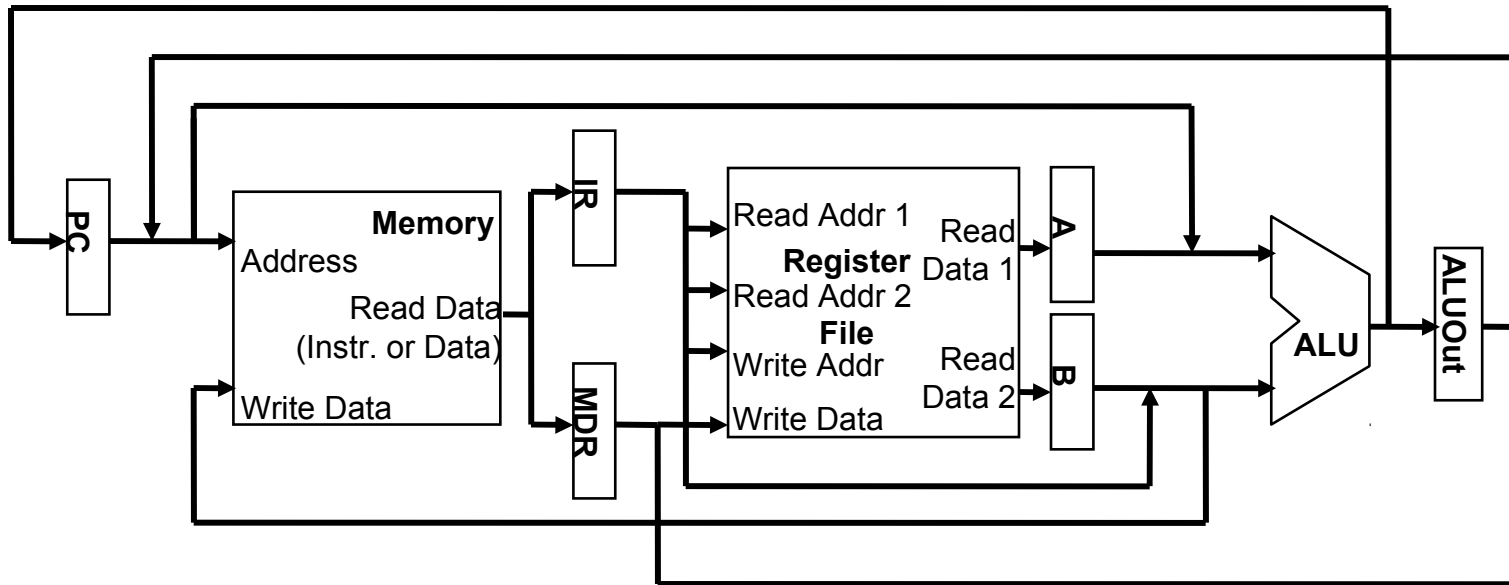 PC
Memory
Address
Read Data
(Instr. or Data)
Write Data
IR
MDR
Read Addr 1
Register
Read Addr 2
File
Write Addr
Write Data
Read
Data 1
Read
Data 2
A
B
ALU
ALUOut